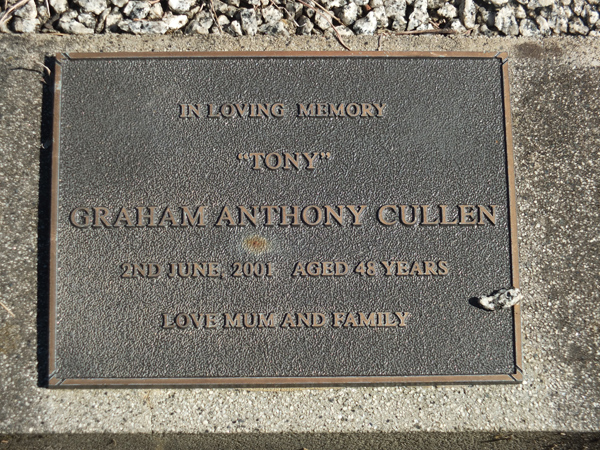 IN LOVING MEMORY
“TONY”
GRAHAM ANTHONY CULLEN
2ND JUNE, 2001 AGED 48 YEARS
LOVE MUM AND FAMILY